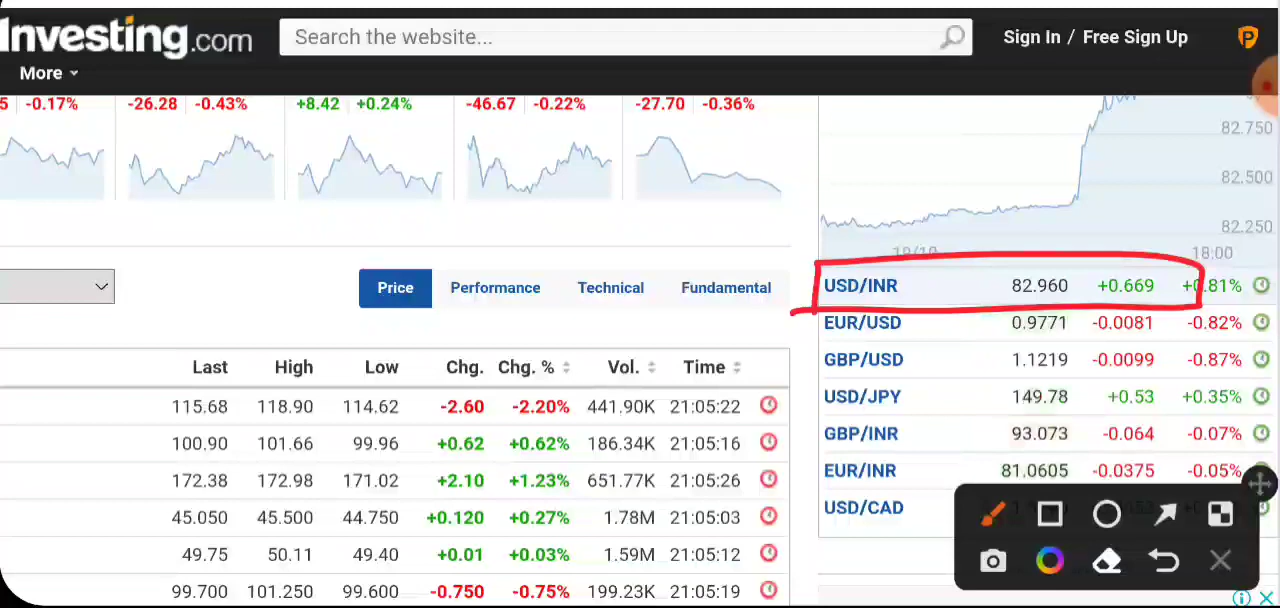 Investing.com
Search the website...
Sign In / Free Sign Up
More
5 -0.17% -26.28 -0.43% +8.42 +0.24% -46.67 -0.22% -27.70 -0.36%
82.750
82.500
82.250
18:00
Price Performance Technical Fundamental
USD/INR 82.960 +0.669 +0.81%
EUR/USD 0.9771 -0.0081 -0.82%
GBP/USD 1.1219 -0.0099 -0.87%
USD/JPY 149.78 +0.53 +0.35%
GBP/INR 93.073 -0.064 -0.07%
EUR/INR 81.0605 -0.0375 -0.05%
USD/CAD
Last High Low Chg. Chg. % Vol. Time
115.68 118.90 114.62 -2.60 -2.20% 441.90K 21:05:22
100.90 101.66 99.96 +0.62 +0.62% 186.34K 21:05:16
172.38 172.98 171.02 +2.10 +1.23% 651.77K 21:05:26
45.050 45.500 44.750 +0.120 +0.27% 1.78M 21:05:03
49.75 50.11 49.40 +0.01 +0.03% 1.59M 21:05:12
99.700 101.250 99.600 -0.750 -0.75% 199.23K 21:05:19